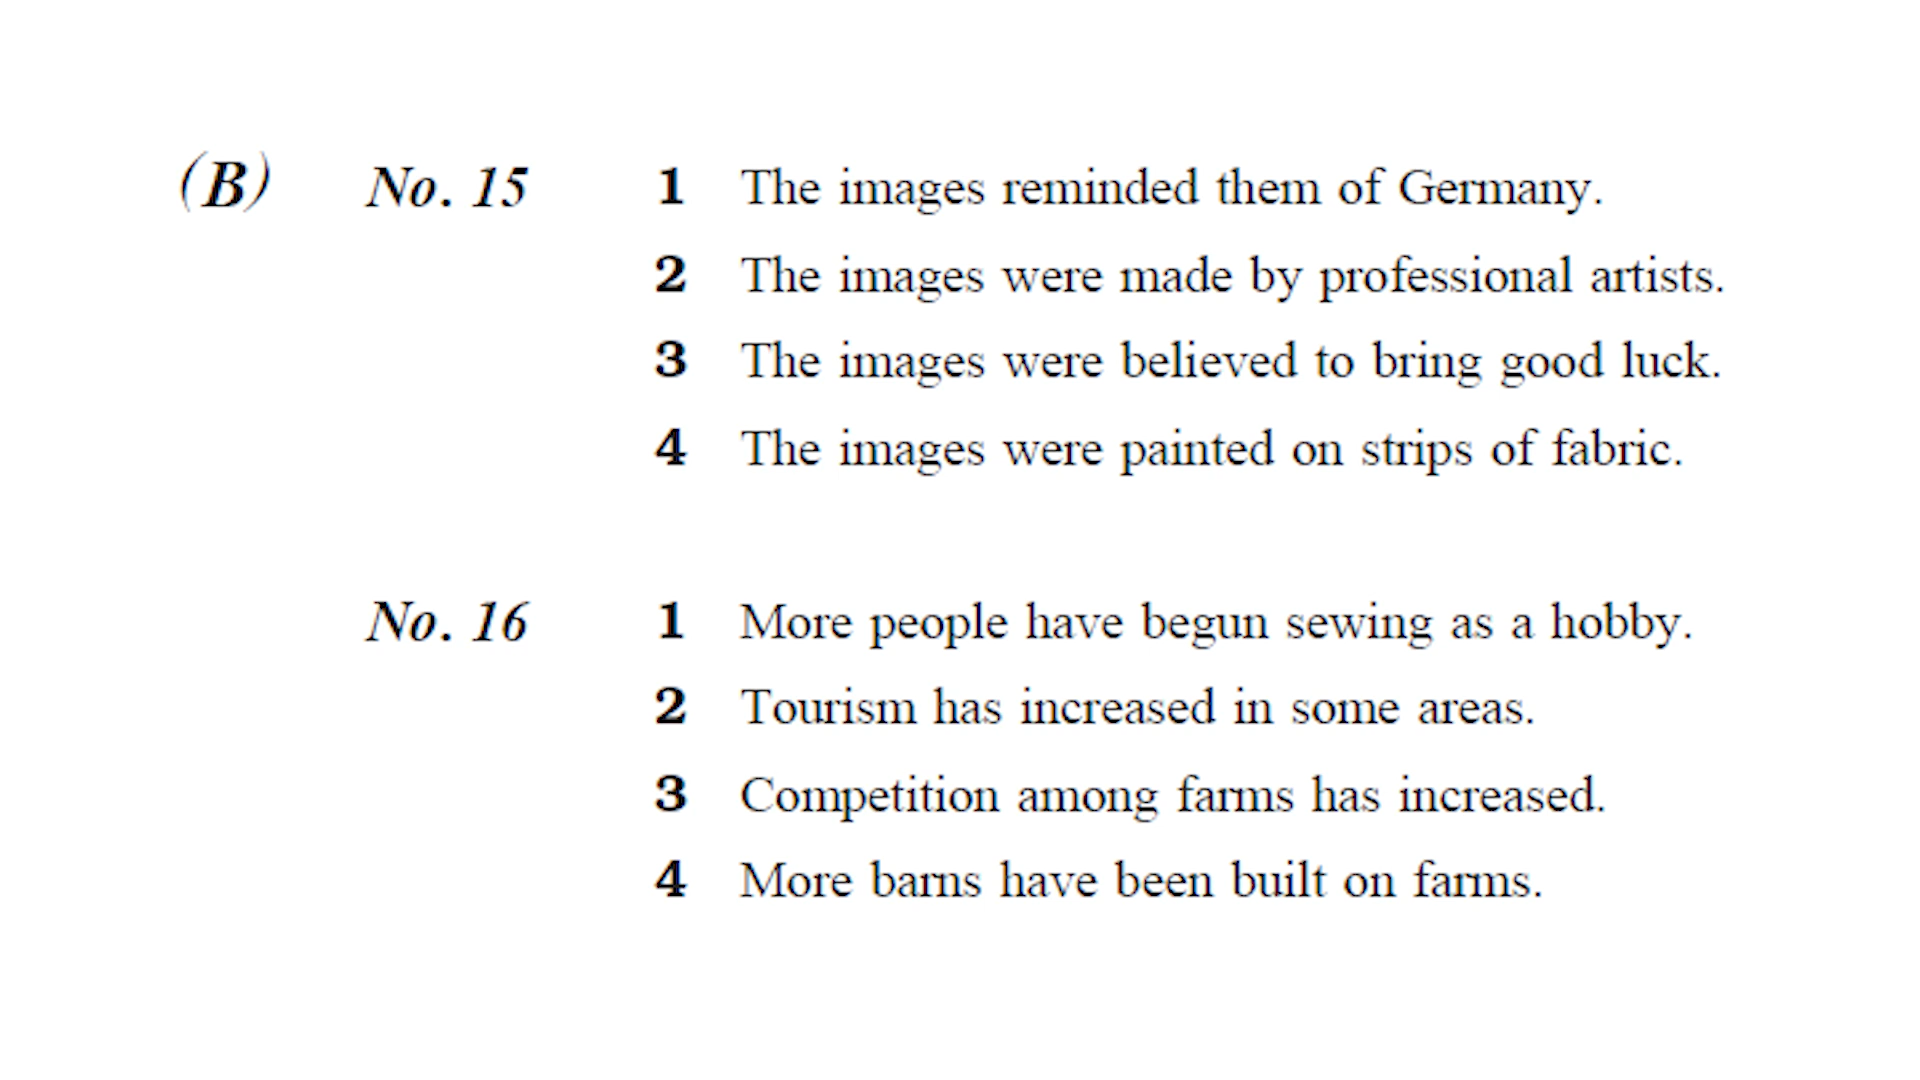 (B) No. 15 1 The images reminded them of Germany.
2 The images were made by professional artists.
3 The images were believed to bring good luck.
4 The images were painted on strips of fabric.
No. 16 1 More people have begun sewing as a hobby.
2 Tourism has increased in some areas.
3 Competition among farms has increased.
4 More barns have been built on farms.